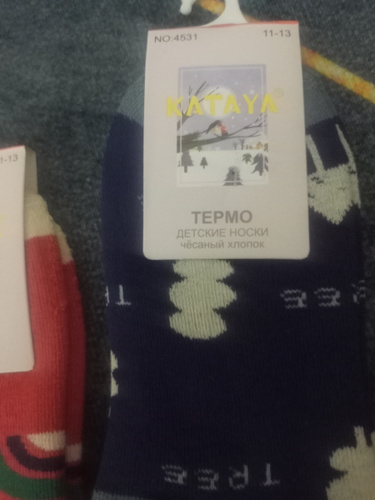 NO:4531 11-13
KATAYA
ТЕРМО
ДЕТСКИЕ НОСКИ
чёсаный хлопок
TREE
TREE